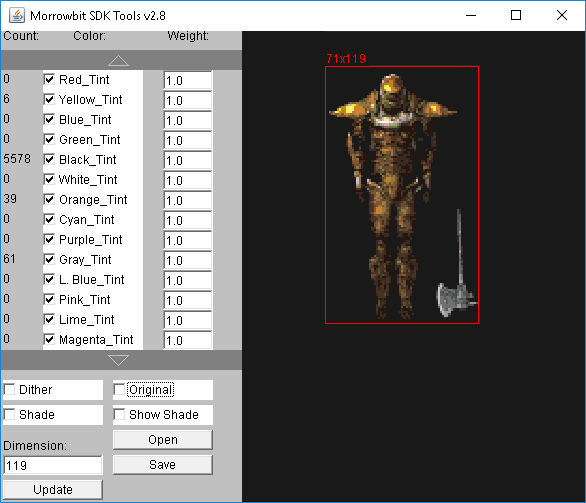 Morrowbit SDK Tools v2.8
Count: Color: Weight:
0 Red_Tint 1.0
6 Yellow_Tint 1.0
0 Blue_Tint 1.0
0 Green_Tint 1.0
5578 Black_Tint 1.0
0 White_Tint 1.0
39 Orange_Tint 1.0
0 Cyan_Tint 1.0
0 Purple_Tint 1.0
61 Gray_Tint 1.0
0 L. Blue_Tint 1.0
0 Pink_Tint 1.0
0 Lime_Tint 1.0
0 Magenta_Tint 1.0
Dither Original
Shade Show Shade
Dimension: Open
119 Save
Update
71x119